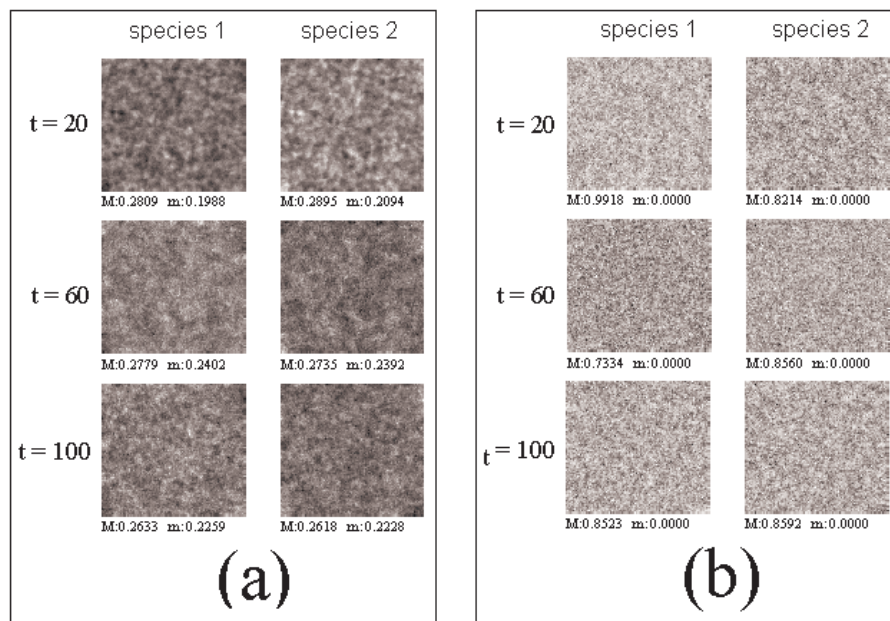 species 1 species 2
t = 20
M:0.2809 m:0.1988 M:0.2895 m:0.2094
t = 60
M:0.2779 m:0.2402 M:0.2735 m:0.2392
t = 100
M:0.2633 m:0.2259 M:0.2618 m:0.2228
(a)
species 1 species 2
t = 20
M:0.9918 m:0.0000 M:0.8214 m:0.0000
t = 60
M:0.7334 m:0.0000 M:0.8560 m:0.0000
t = 100
M:0.8523 m:0.0000 M:0.8592 m:0.0000
(b)